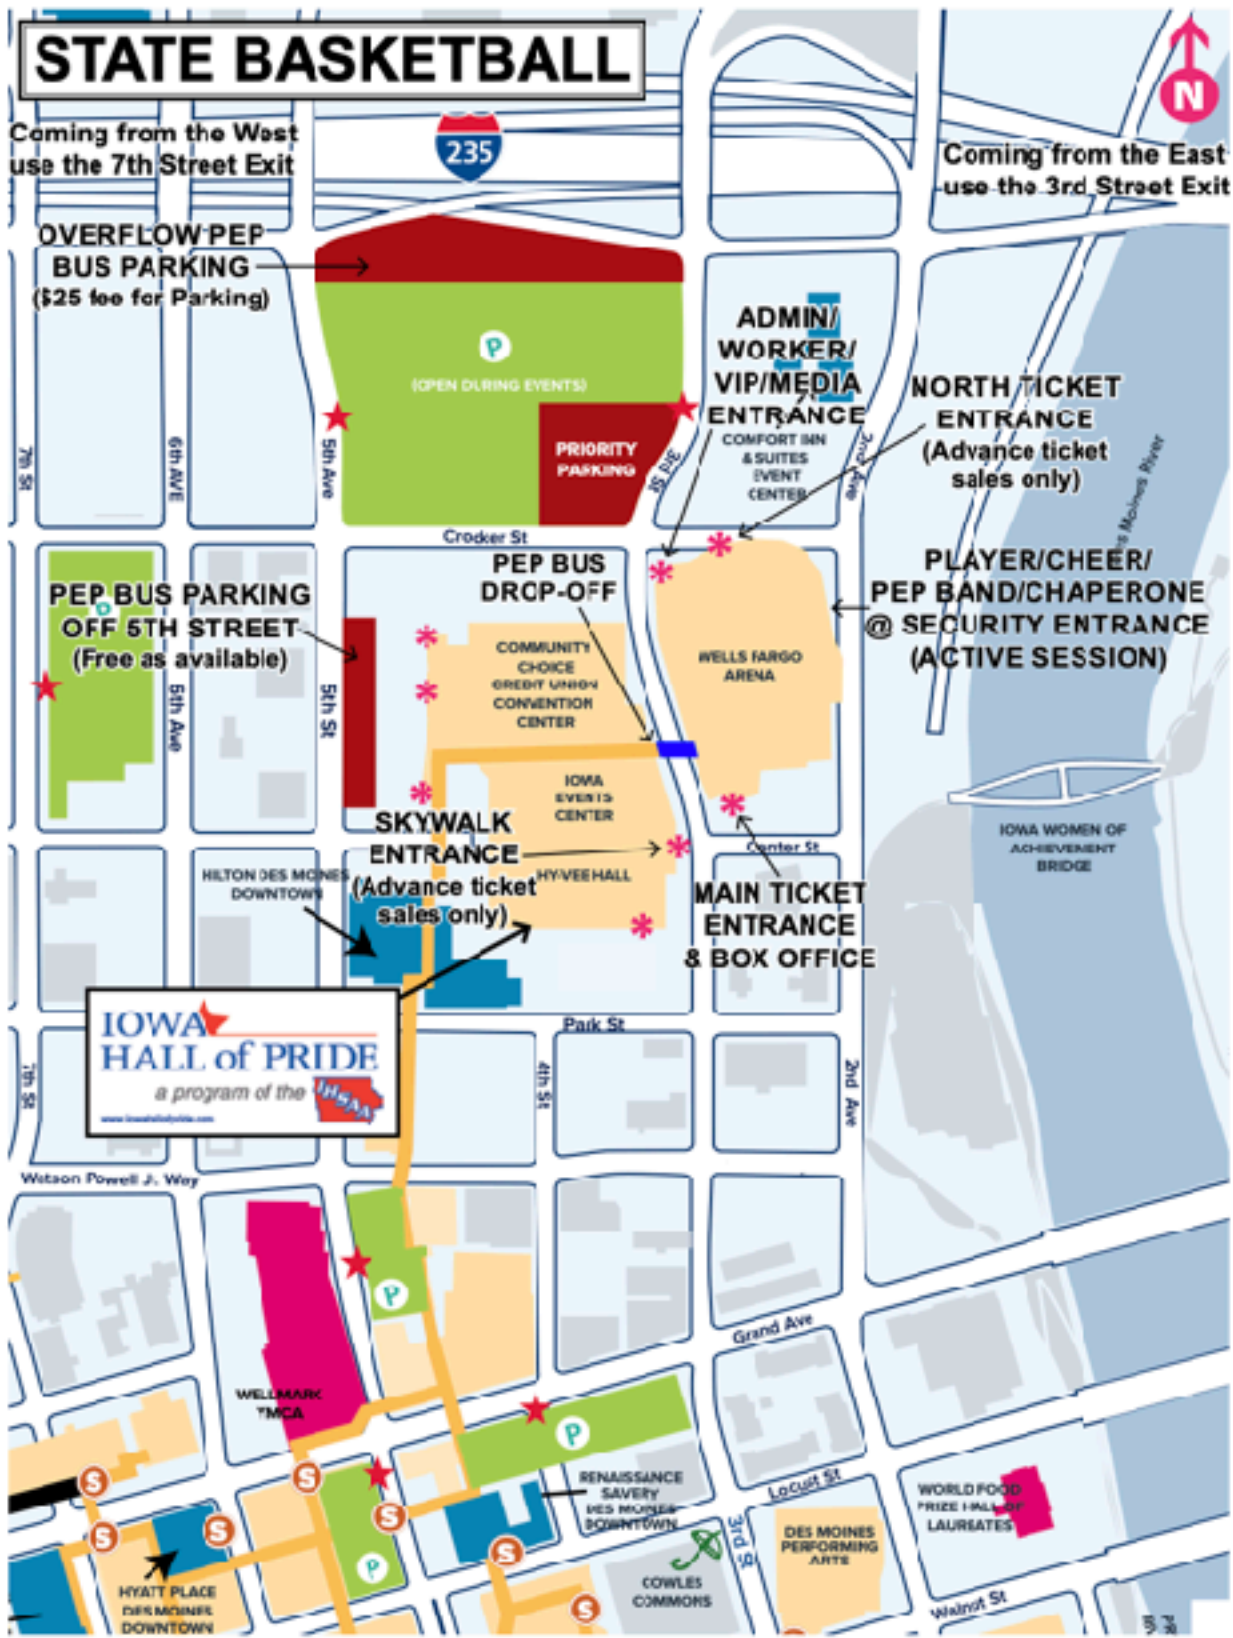 STATE BASKETBALL
N
Coming from the West
use the 7th Street Exit
235
Coming from the East
use the 3rd Street Exit
OVERFLOW PEP
BUS PARKING
($25 fee for Parking)
P
(OPEN DURING EVENTS)
PRIORITY
PARKING
ADMIN/
WORKER/
VIP/MEDIA
ENTRANCE
COMFORT INN
& SUITES
EVENT
CENTER
NORTH TICKET
ENTRANCE
(Advance ticket
sales only)
7th St
6th AVE
5th Ave
3rd St
2nd Ave
Moines River
Crocker St
PEP BUS
DROP-OFF
PLAYER/CHEER/
PEP BAND/CHAPERONE
@ SECURITY ENTRANCE
(ACTIVE SESSION)
P
PEP BUS PARKING
OFF 5TH STREET
(Free as available)
5th Ave
5th St
COMMUNITY
CHOICE
CREDIT UNION
CONVENTION
CENTER
WELLS FARGO
ARENA
IOWA
EVENTS
CENTER
SKYWALK
ENTRANCE
(Advance ticket
sales only)
HY-VEE HALL
Center St
IOWA WOMEN OF
ACHIEVEMENT
BRIDGE
HILTON DES MOINES
DOWNTOWN
MAIN TICKET
ENTRANCE
& BOX OFFICE
IOWA
HALL of PRIDE
a program of the
IHSAA
Park St
7th St
4th St
2nd Ave
Watson Powell Jr. Way
P
Grand Ave
WELLMARK
YMCA
P
S
S
S
S
S
S
S
P
RENAISSANCE
SAVERY
DES MOINES
DOWNTOWN
Locust St
WORLD FOOD
PRIZE HALL OF
LAUREATES
3rd St
DES MOINES
PERFORMING
ARTS
HYATT PLACE
DES MOINES
DOWNTOWN
COWLES
COMMONS
Walnut St